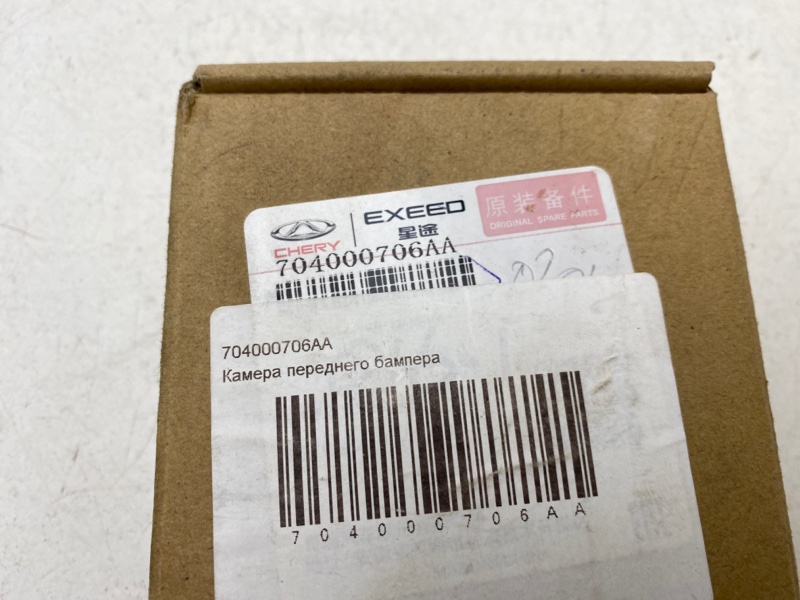 CHERY
EXEED
星途
原装备件
ORIGINAL SPARE PARTS
704000706AA
704000706AA
Камера переднего бампера
704000706AA